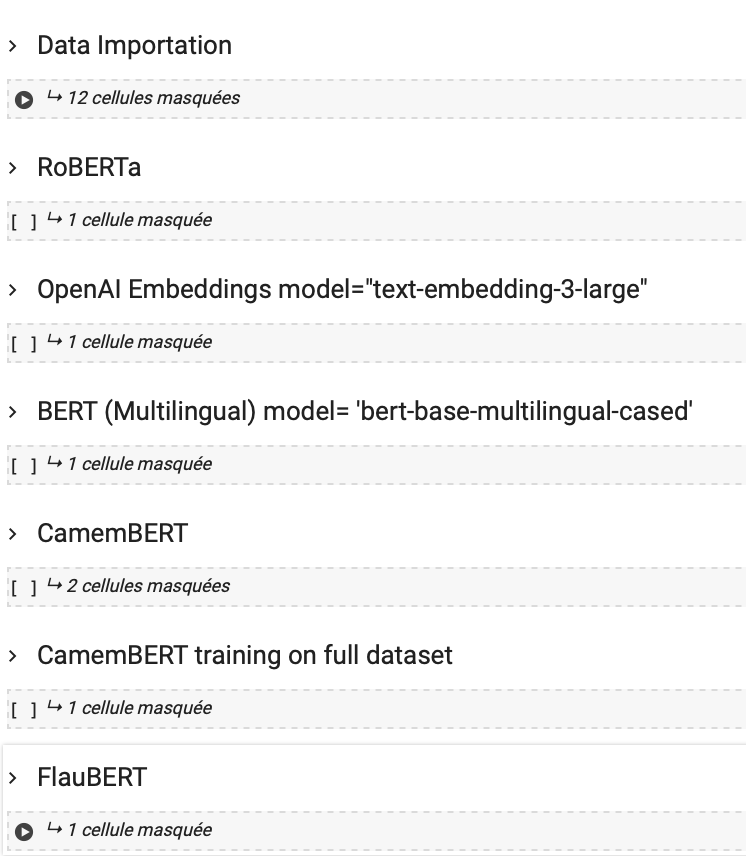 Data Importation
↳ 12 cellules masquées
RoBERTa
[ ] ↳ 1 cellule masquée
OpenAI Embeddings model="text-embedding-3-large"
[ ] ↳ 1 cellule masquée
BERT (Multilingual) model= 'bert-base-multilingual-cased'
[ ] ↳ 1 cellule masquée
CamemBERT
[ ] ↳ 2 cellules masquées
CamemBERT training on full dataset
[ ] ↳ 1 cellule masquée
FlauBERT
↳ 1 cellule masquée